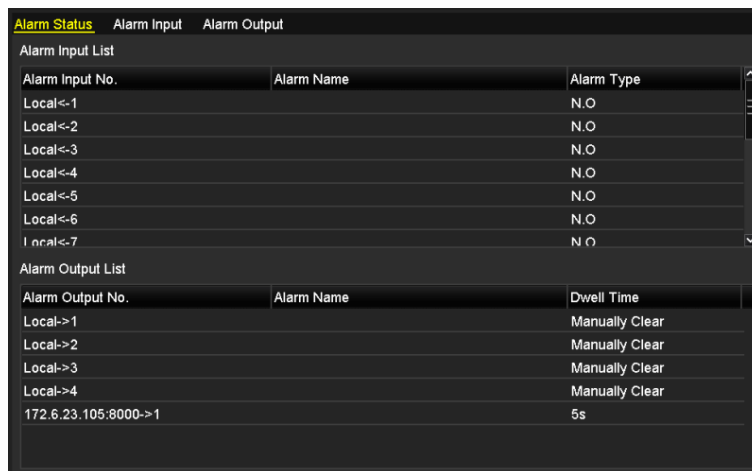 Alarm Status Alarm Input Alarm Output
Alarm Input List
Alarm Input No. Alarm Name Alarm Type
Local<-1 N.O
Local<-2 N.O
Local<-3 N.O
Local<-4 N.O
Local<-5 N.O
Local<-6 N.O
Local<-7 N.O
Alarm Output List
Alarm Output No. Alarm Name Dwell Time
Local->1 Manually Clear
Local->2 Manually Clear
Local->3 Manually Clear
Local->4 Manually Clear
172.6.23.105:8000->1 5s